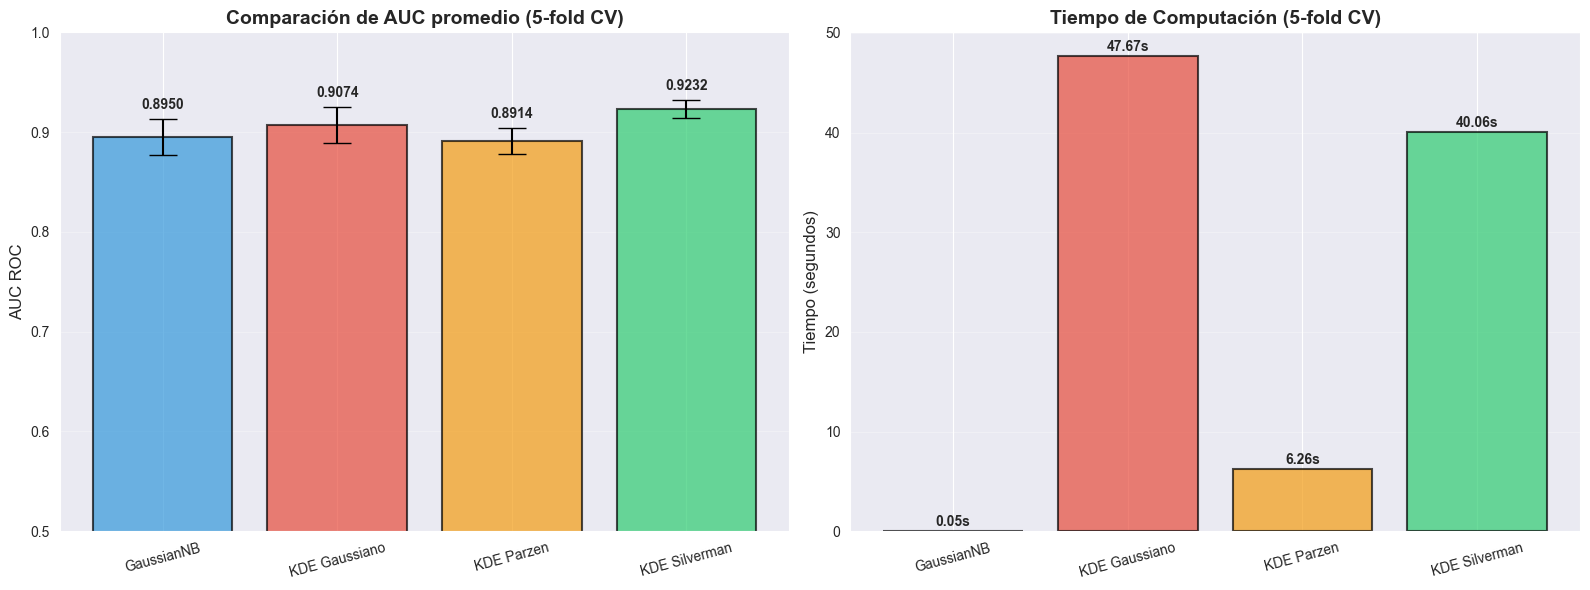 Comparación de AUC promedio (5-fold CV)
AUC ROC
1.0
0.9
0.8
0.7
0.6
0.5
0.8950
0.9074
0.8914
0.9232
GaussianNB
KDE Gaussiano
KDE Parzen
KDE Silverman
Tiempo de Computación (5-fold CV)
Tiempo (segundos)
50
40
30
20
10
0
0.05s
47.67s
6.26s
40.06s
GaussianNB
KDE Gaussiano
KDE Parzen
KDE Silverman